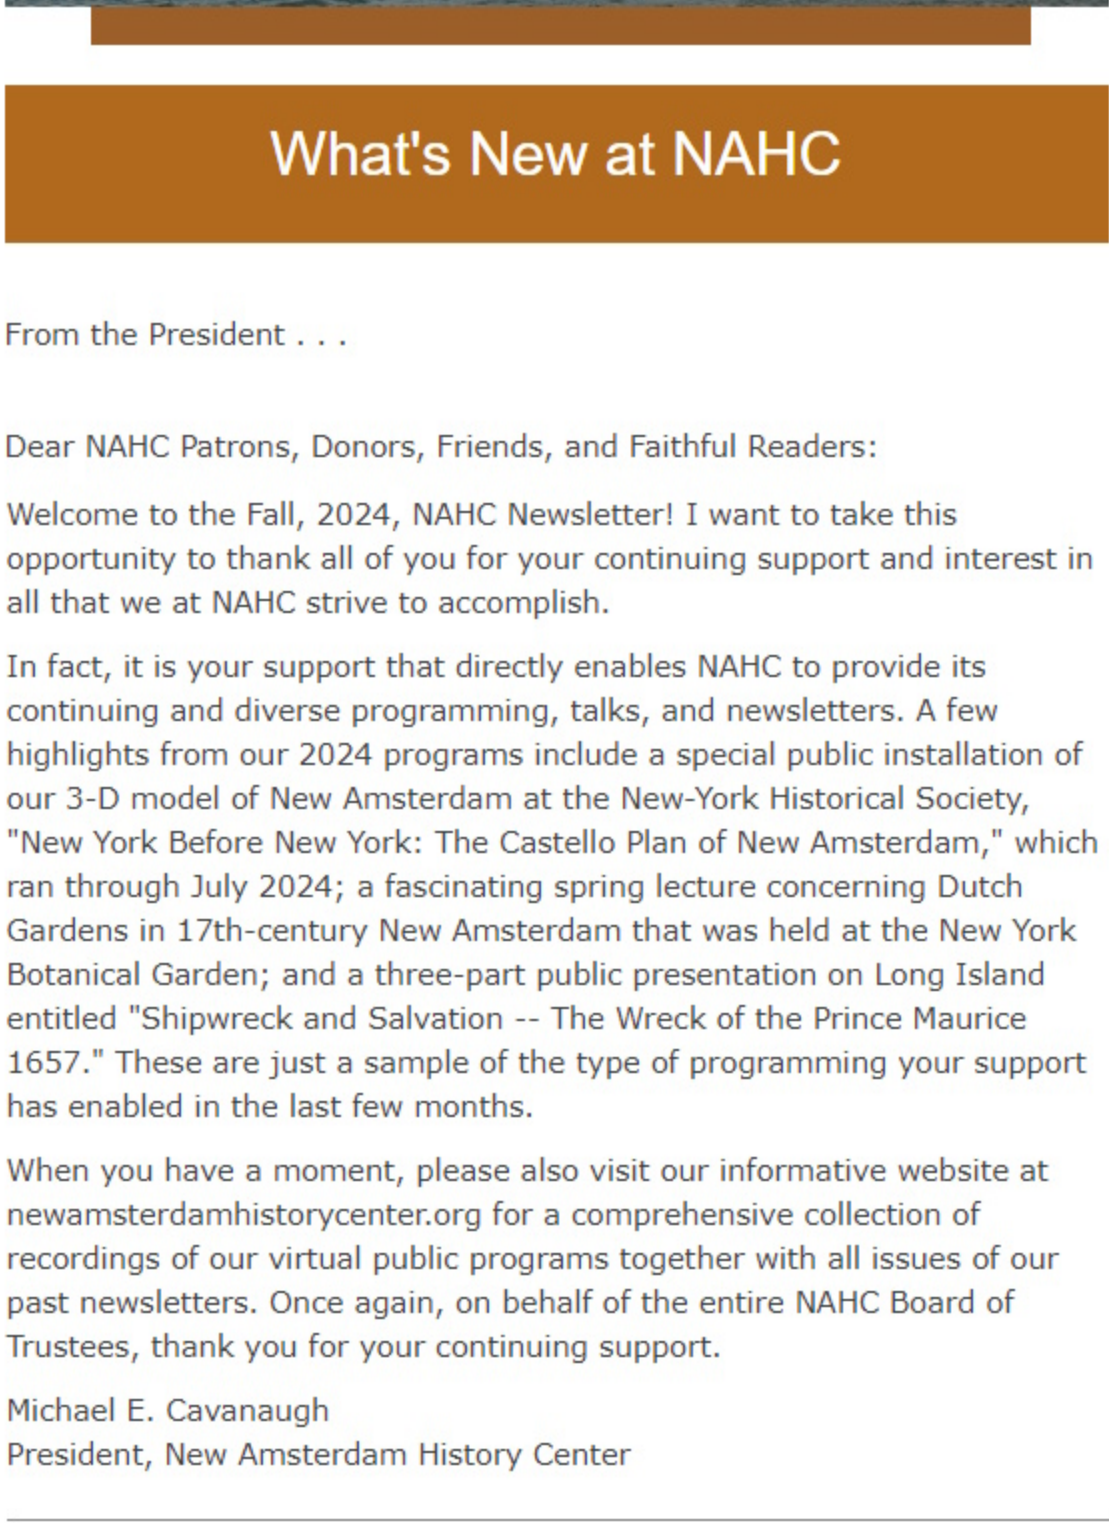 What's New at NAHC
From the President . . .
Dear NAHC Patrons, Donors, Friends, and Faithful Readers:
Welcome to the Fall, 2024, NAHC Newsletter! I want to take this
opportunity to thank all of you for your continuing support and interest in
all that we at NAHC strive to accomplish.
In fact, it is your support that directly enables NAHC to provide its
continuing and diverse programming, talks, and newsletters. A few
highlights from our 2024 programs include a special public installation of
our 3-D model of New Amsterdam at the New-York Historical Society,
"New York Before New York: The Castello Plan of New Amsterdam," which
ran through July 2024; a fascinating spring lecture concerning Dutch
Gardens in 17th-century New Amsterdam that was held at the New York
Botanical Garden; and a three-part public presentation on Long Island
entitled "Shipwreck and Salvation -- The Wreck of the Prince Maurice
1657." These are just a sample of the type of programming your support
has enabled in the last few months.
When you have a moment, please also visit our informative website at
newamsterdamhistorycenter.org for a comprehensive collection of
recordings of our virtual public programs together with all issues of our
past newsletters. Once again, on behalf of the entire NAHC Board of
Trustees, thank you for your continuing support.
Michael E. Cavanaugh
President, New Amsterdam History Center